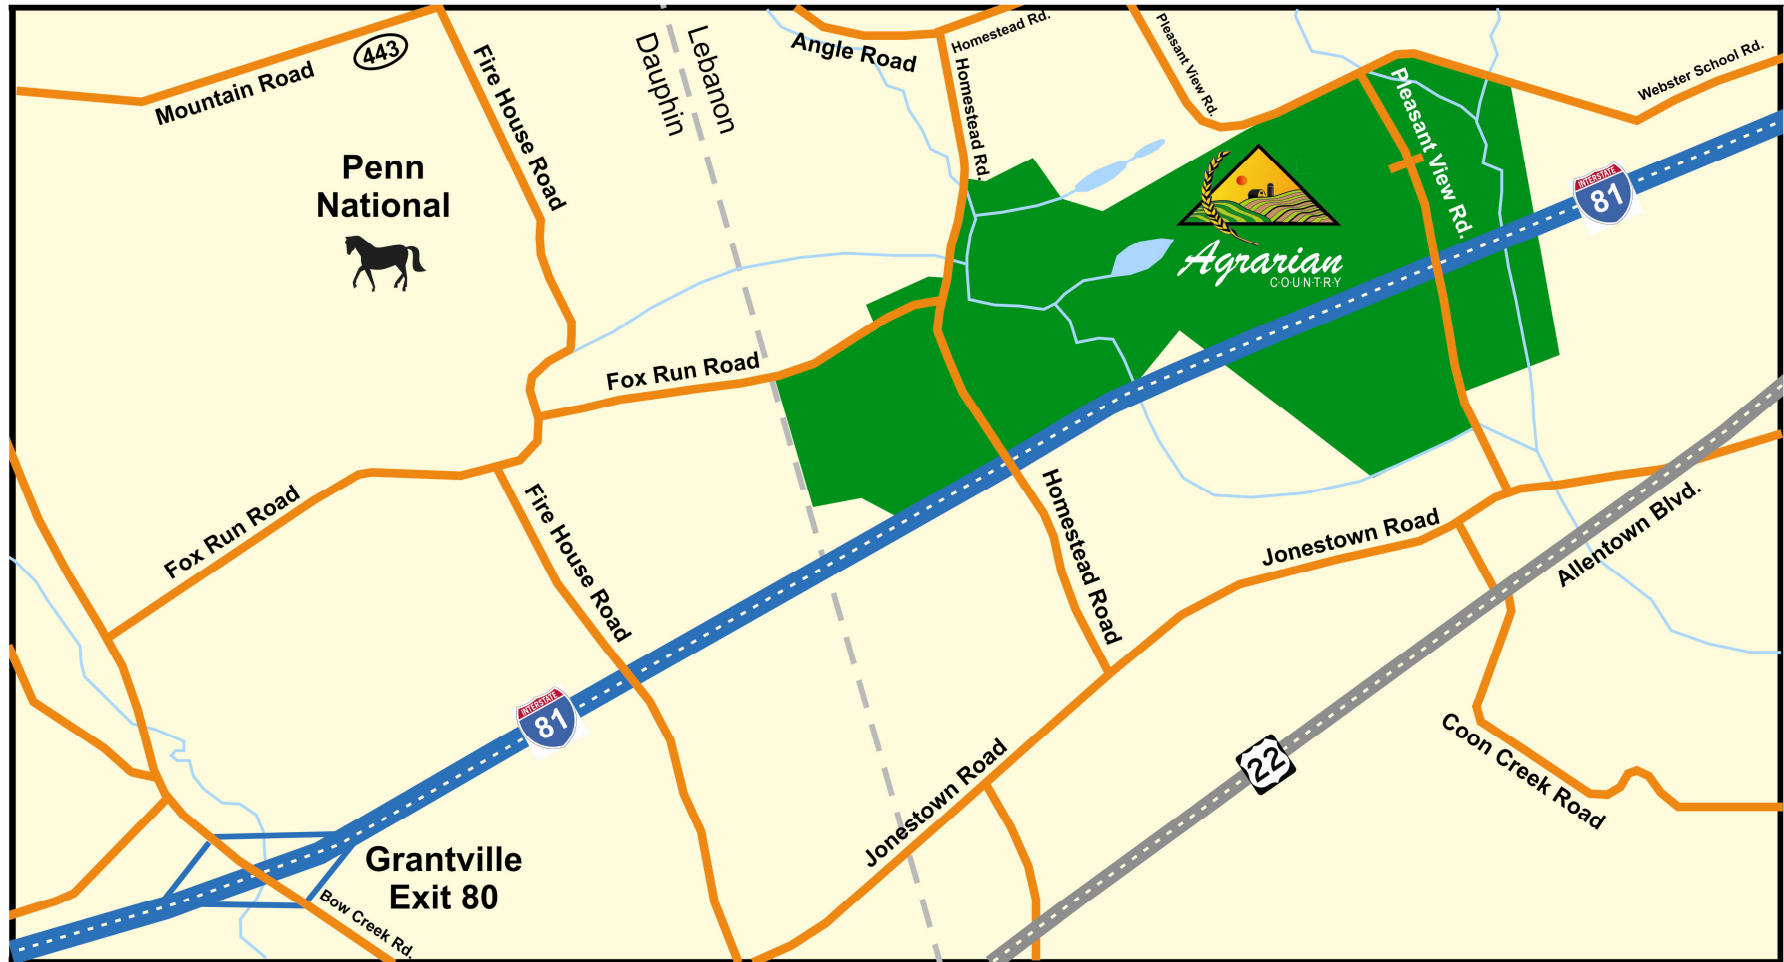 443
Mountain Road
Fire House Road
Dauphin
Lebanon
Angle Road
Homestead Rd.
Homestead Rd.
Pleasant View Rd.
Pleasant View Rd.
Webster School Rd.
Penn
National
INTERSTATE
81
Agrarian
C·O·U·N·T·R·Y
Fox Run Road
Fox Run Road
Fire House Road
Homestead Road
Jonestown Road
Allentown Blvd.
INTERSTATE
81
22
Coon Creek Road
Jonestown Road
Grantville
Exit 80
Bow Creek Rd.